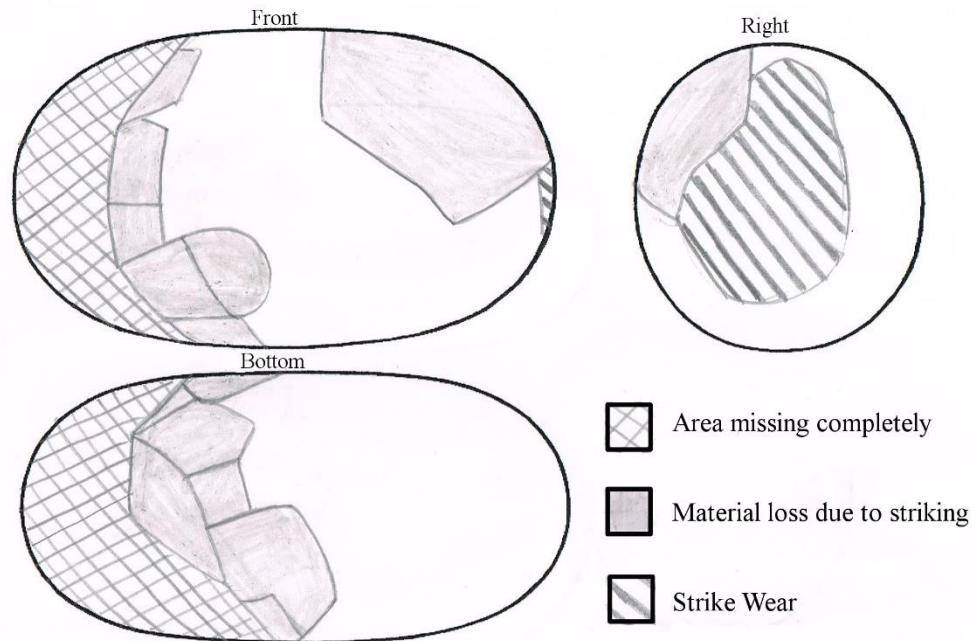 Front
Right
Bottom
Area missing completely
Material loss due to striking
Strike Wear